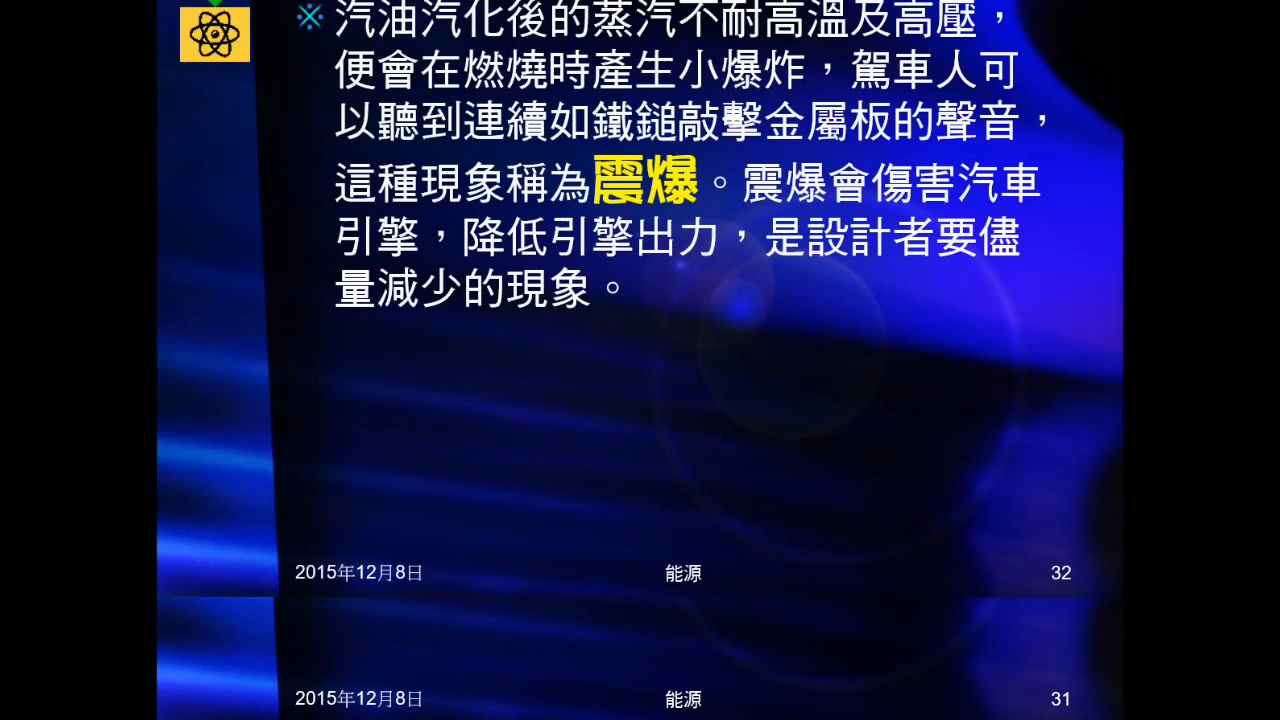 ※ 汽油汽化後的蒸汽不耐高溫及高壓，
便會在燃燒時產生小爆炸，駕車人可
以聽到連續如鐵鎚敲擊金屬板的聲音，
這種現象稱為震爆。震爆會傷害汽車
引擎，降低引擎出力，是設計者要儘
量減少的現象。
2015年12月8日 能源 32
2015年12月8日 能源 31